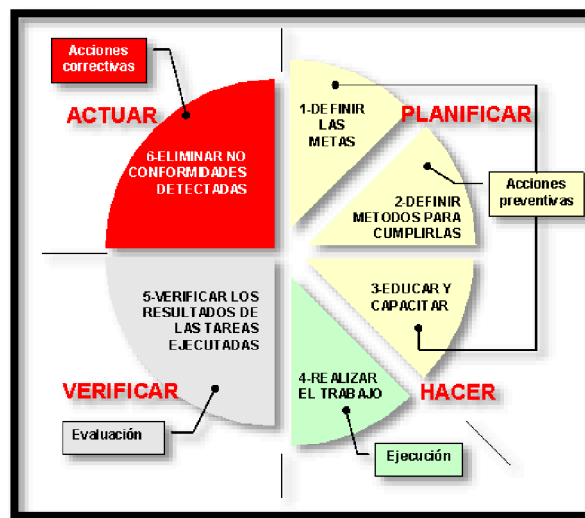 Acciones
correctivas
ACTUAR
6-ELIMINAR NO
CONFORMIDADES
DETECTADAS
1-DEFINIR
LAS
METAS
PLANIFICAR
2-DEFINIR
METODOS PARA
CUMPLIRLAS
Acciones
preventivas
3-EDUCAR Y
CAPACITAR
HACER
4-REALIZAR
EL TRABAJO
Ejecución
5-VERIFICAR LOS
RESULTADOS DE
LAS TAREAS
EJECUTADAS
VERIFICAR
Evaluación